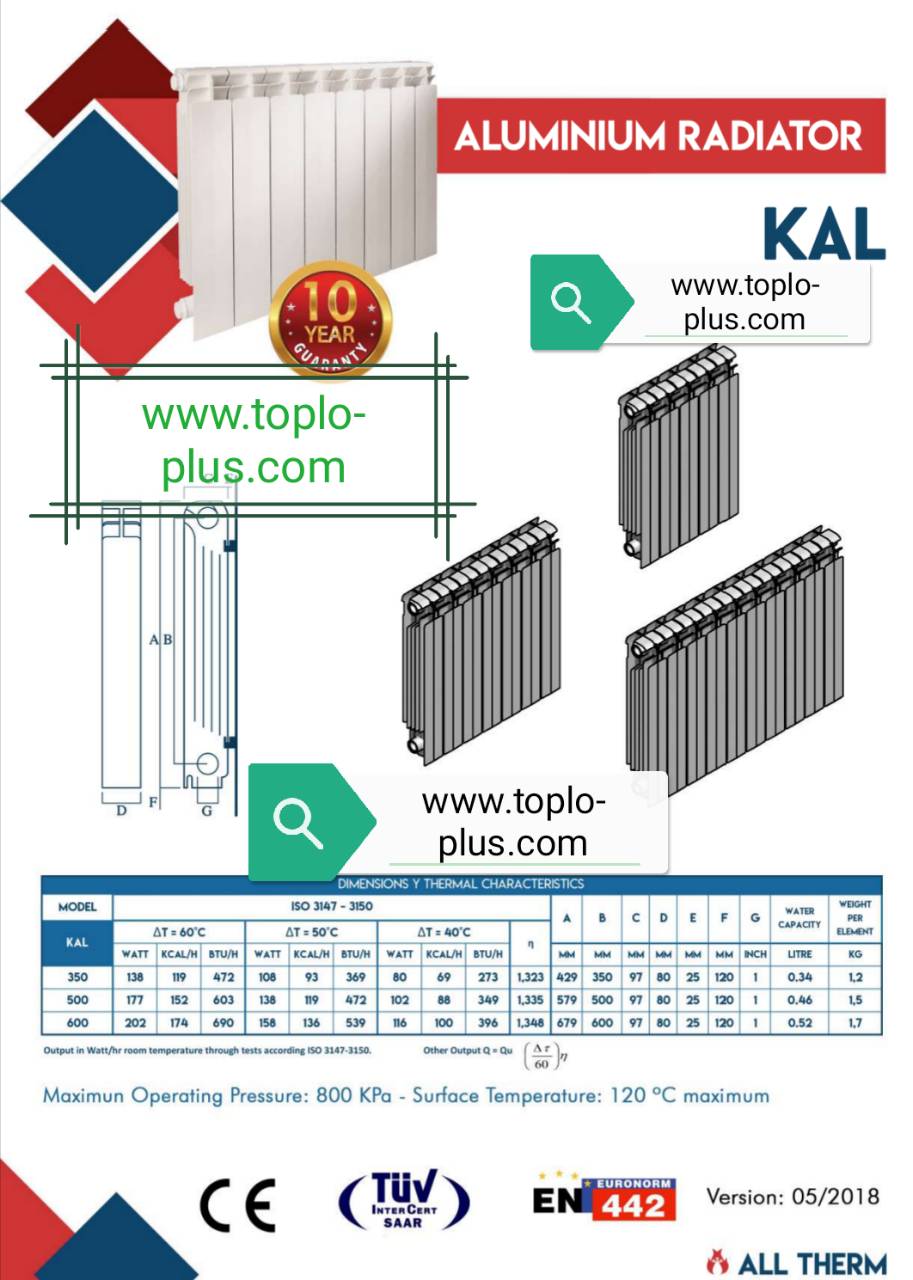 ALUMINIUM RADIATOR
KAL
www.toplo-
plus.com
10
YEAR
GUARANTY
www.toplo-
plus.com
A B
D
F
G
www.toplo-
plus.com
DIMENSIONS Y THERMAL CHARACTERISTICS
MODEL ISO 3147 - 3150 A B C D E F G WATER CAPACITY WEIGHT PER ELEMENT
KAL ΔT = 60°C ΔT = 50°C ΔT = 40°C η
WATT KCAL/H BTU/H WATT KCAL/H BTU/H WATT KCAL/H BTU/H MM MM MM MM MM MM INCH LITRE KG
350 138 119 472 108 93 369 80 69 273 1,323 429 350 97 80 25 120 1 0.34 1,2
500 177 152 603 138 119 472 102 88 349 1,335 579 500 97 80 25 120 1 0.46 1,5
600 202 174 690 158 136 539 116 100 396 1,348 679 600 97 80 25 120 1 0.52 1,7
Output in Watt/hr room temperature through tests according ISO 3147-3150. Other Output Q = Qu (Δτ/60)η
Maximun Operating Pressure: 800 KPa - Surface Temperature: 120 ºC maximum
CE
TÜV
INTERCERT
SAAR
EN EURONORM
442
Version: 05/2018
ALL THERM